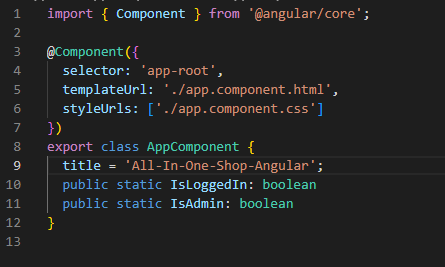 1 import { Component } from '@angular/core';
2
3 @Component({
4   selector: 'app-root',
5   templateUrl: './app.component.html',
6   styleUrls: ['./app.component.css']
7 })
8 export class AppComponent {
9   title = 'All-In-One-Shop-Angular';
10   public static IsLoggedIn: boolean
11   public static IsAdmin: boolean
12 }
13